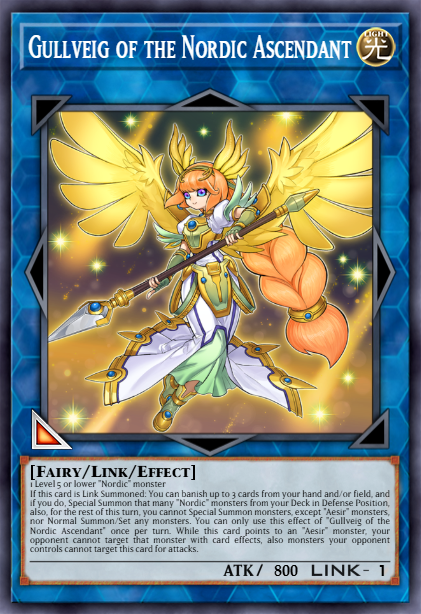 GULLVEIG OF THE NORDIC ASCENDANT
LIGHT
光
[FAIRY/LINK/EFFECT]
1 Level 5 or lower "Nordic" monster
If this card is Link Summoned: You can banish up to 3 cards from your hand and/or field, and
if you do, Special Summon that many "Nordic" monsters from your Deck in Defense Position,
also, for the rest of this turn, you cannot Special Summon monsters, except "Aesir" monsters,
nor Normal Summon/Set any monsters. You can only use this effect of "Gullveig of the
Nordic Ascendant" once per turn. While this card points to an "Aesir" monster, your
opponent cannot target that monster with card effects, also monsters your opponent
controls cannot target this card for attacks.
ATK/ 800 LINK- 1